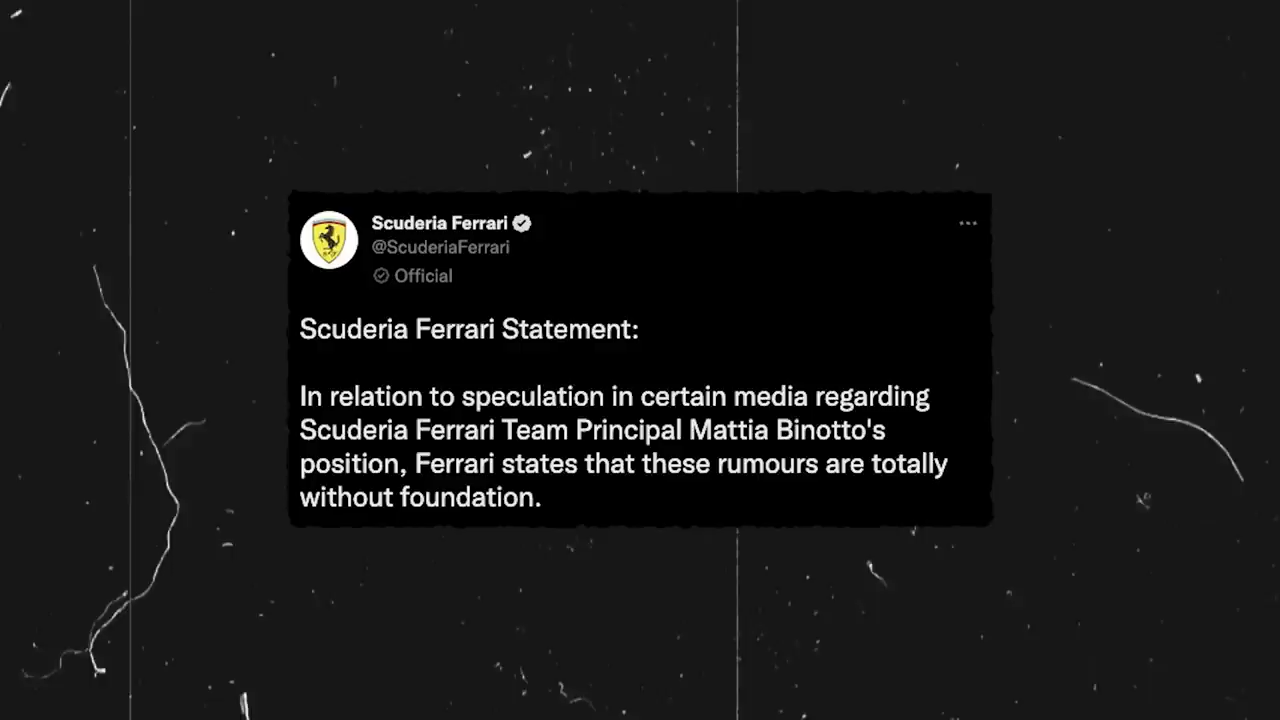 Scuderia Ferrari
@ScuderiaFerrari
Official
Scuderia Ferrari Statement:
In relation to speculation in certain media regarding
Scuderia Ferrari Team Principal Mattia Binotto's
position, Ferrari states that these rumours are totally
without foundation.